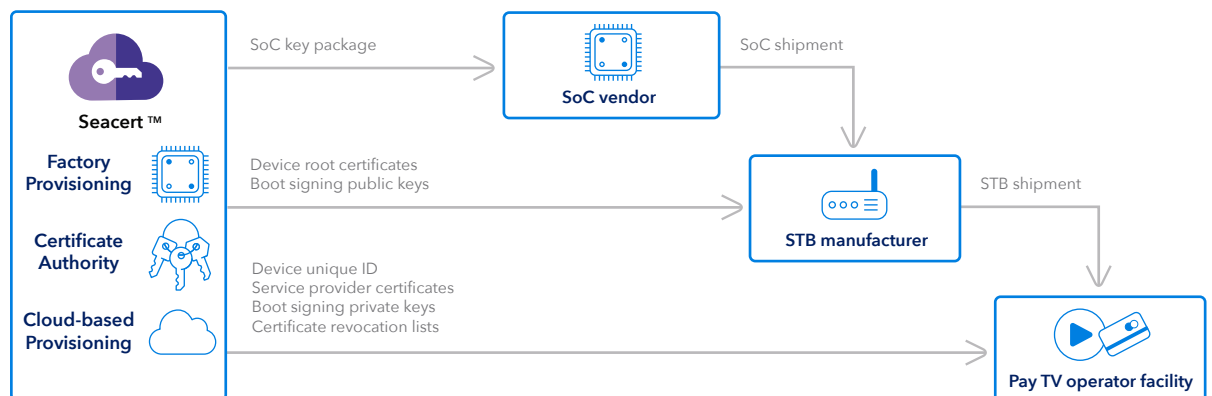 SoC key package
SoC shipment
SoC vendor
Seacert ™
Factory
Provisioning
Device root certificates
Boot signing public keys
STB shipment
STB manufacturer
Certificate
Authority
Device unique ID
Service provider certificates
Boot signing private keys
Certificate revocation lists
Cloud-based
Provisioning
Pay TV operator facility